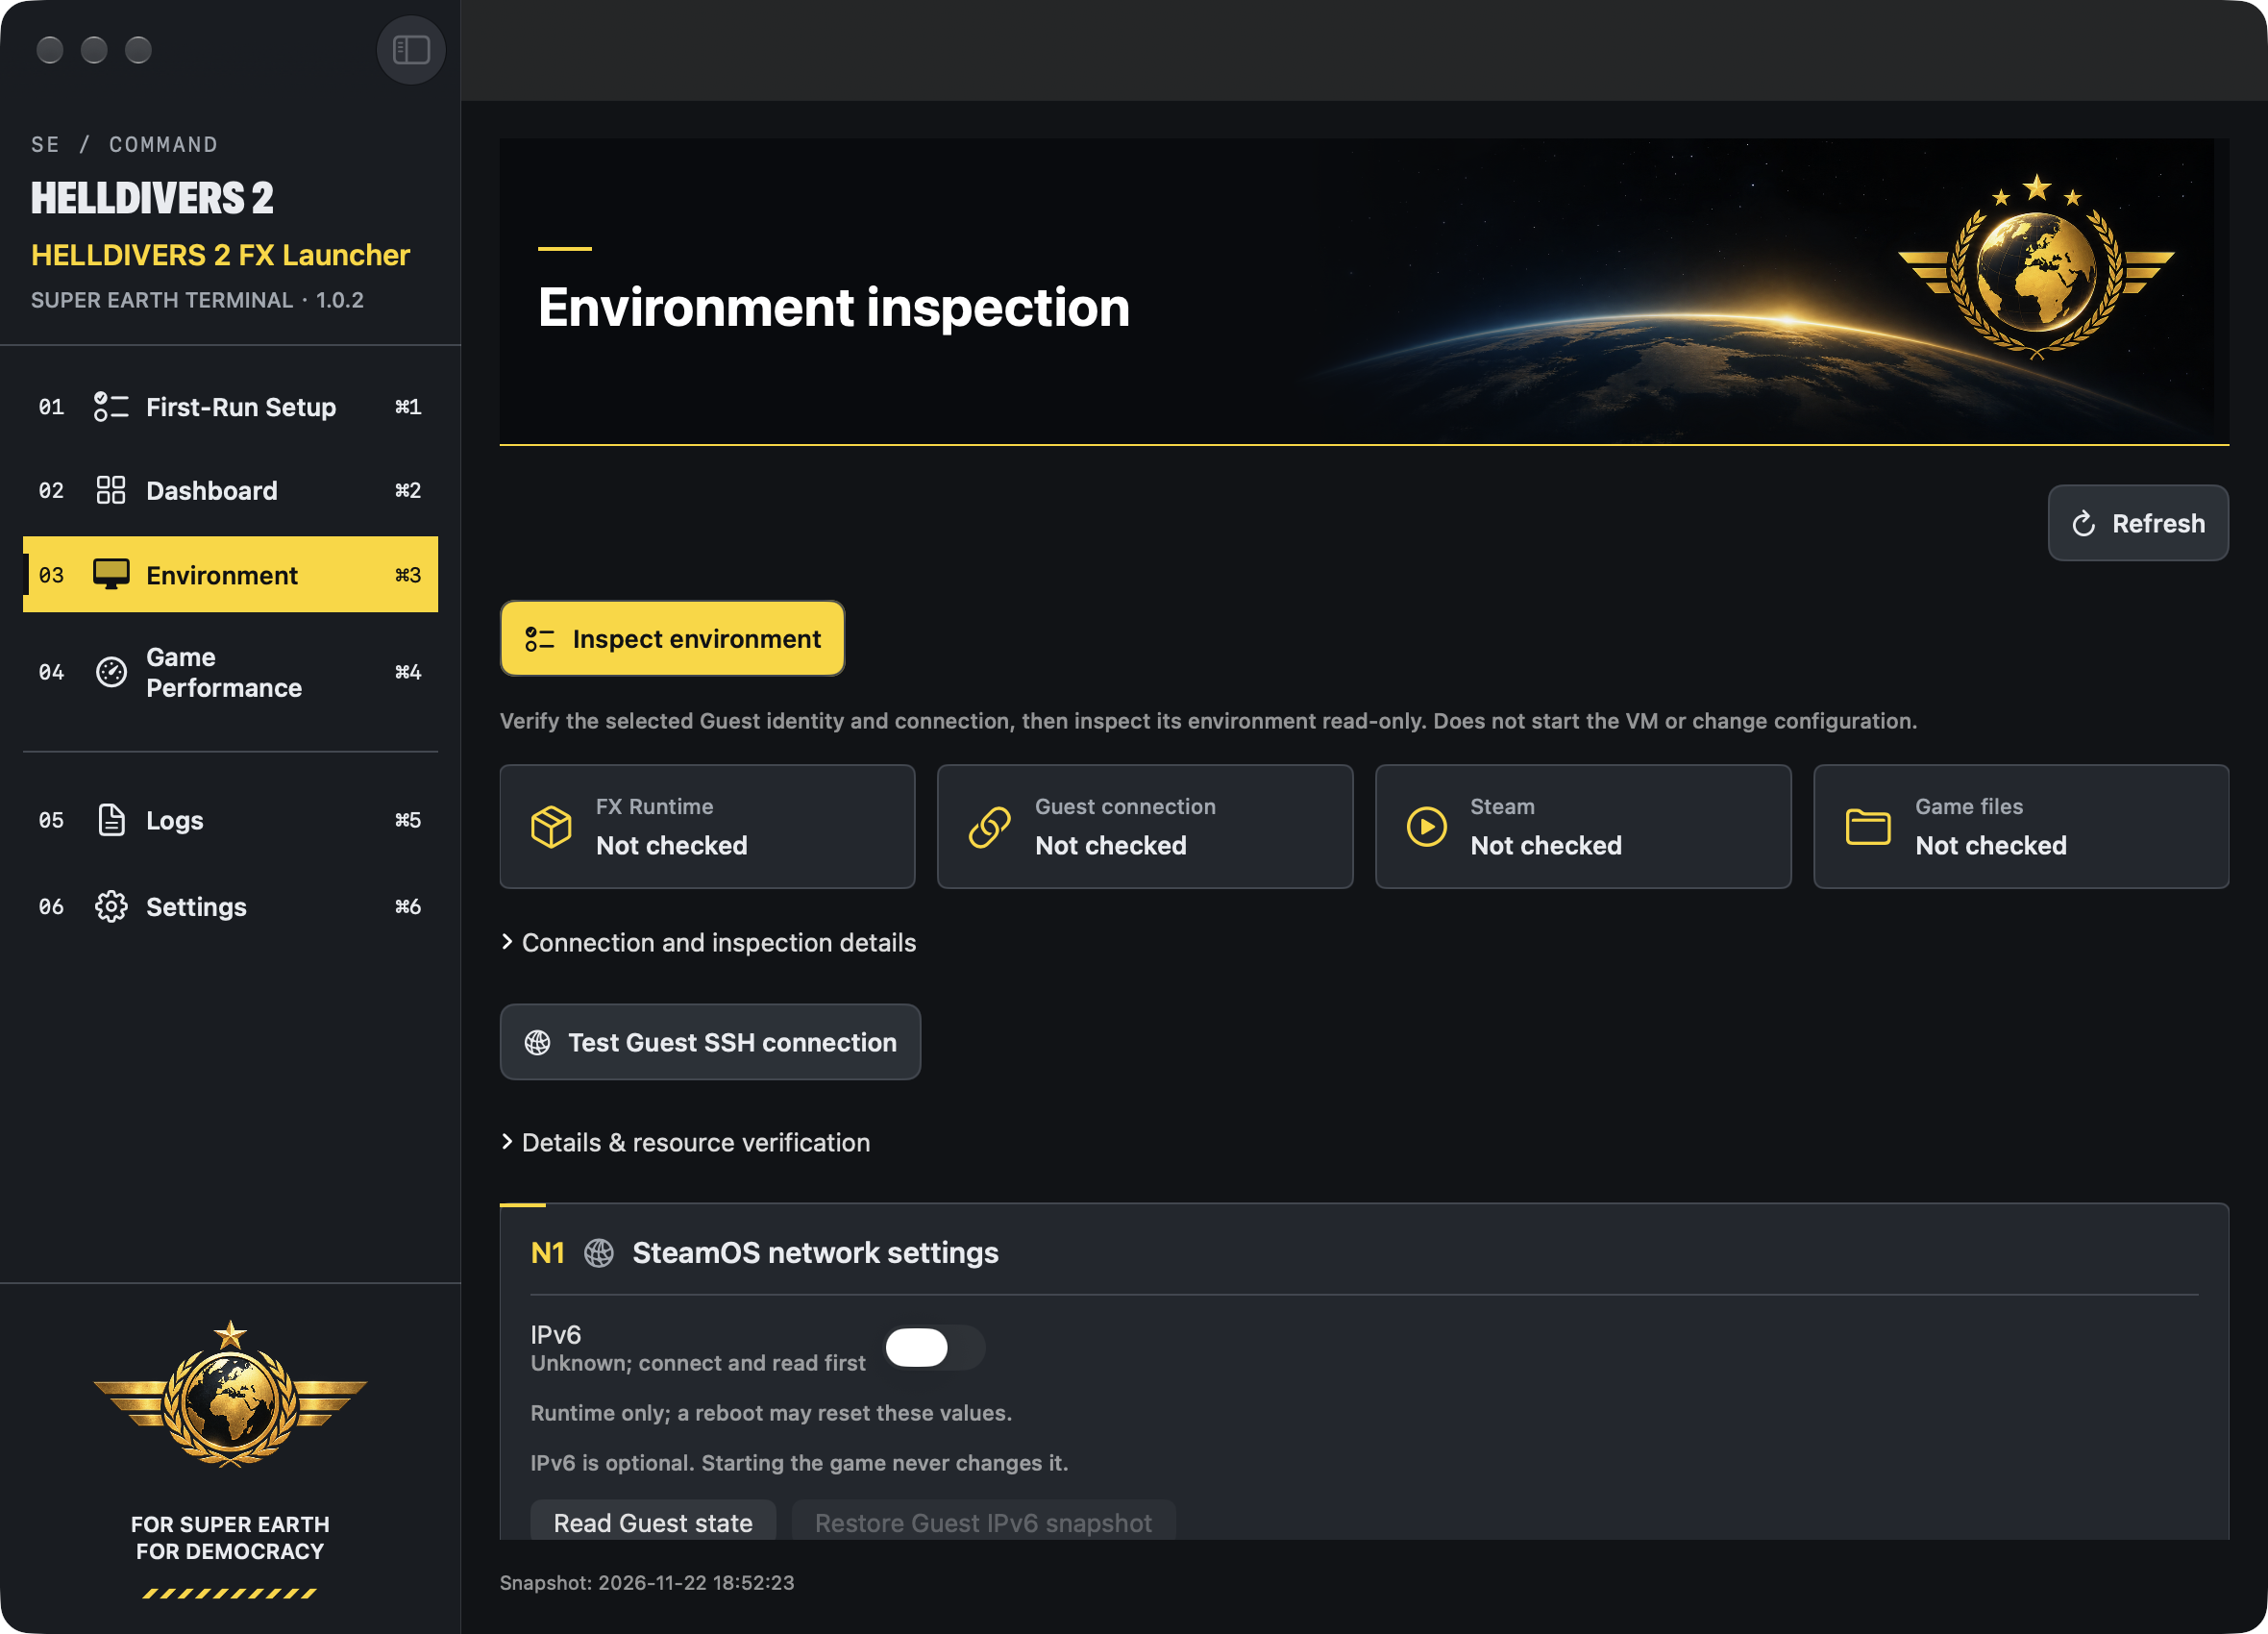 SE / COMMAND
HELLDIVERS 2
HELLDIVERS 2 FX Launcher
SUPER EARTH TERMINAL · 1.0.2
01 First-Run Setup ⌘1
02 Dashboard ⌘2
03 Environment ⌘3
04 Game Performance ⌘4
05 Logs ⌘5
06 Settings ⌘6
FOR SUPER EARTH
FOR DEMOCRACY
Environment inspection
Refresh
Inspect environment
Verify the selected Guest identity and connection, then inspect its environment read-only. Does not start the VM or change configuration.
FX Runtime
Not checked
Guest connection
Not checked
Steam
Not checked
Game files
Not checked
Connection and inspection details
Test Guest SSH connection
Details & resource verification
N1 SteamOS network settings
IPv6
Unknown; connect and read first
Runtime only; a reboot may reset these values.
IPv6 is optional. Starting the game never changes it.
Read Guest state
Restore Guest IPv6 snapshot
Snapshot: 2026-11-22 18:52:23